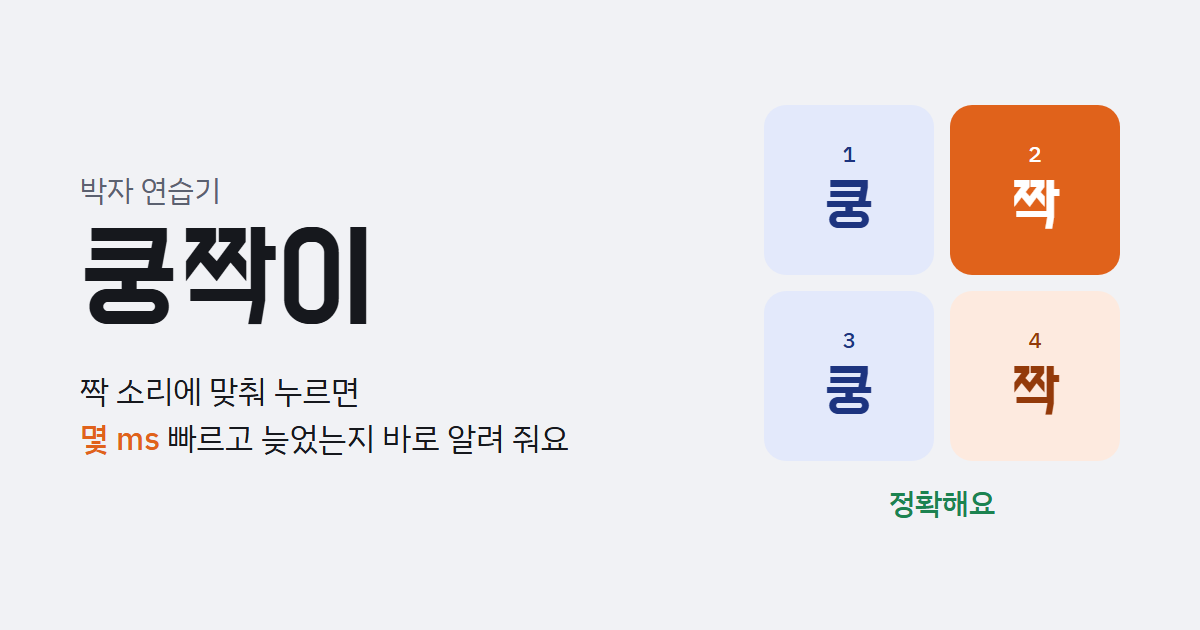 박자 연습기
쿵짝이
짝 소리에 맞춰 누르면
몇 ms 빠르고 늦었는지 바로 알려 줘요
1
쿵
2
짝
3
쿵
4
짝
정확해요